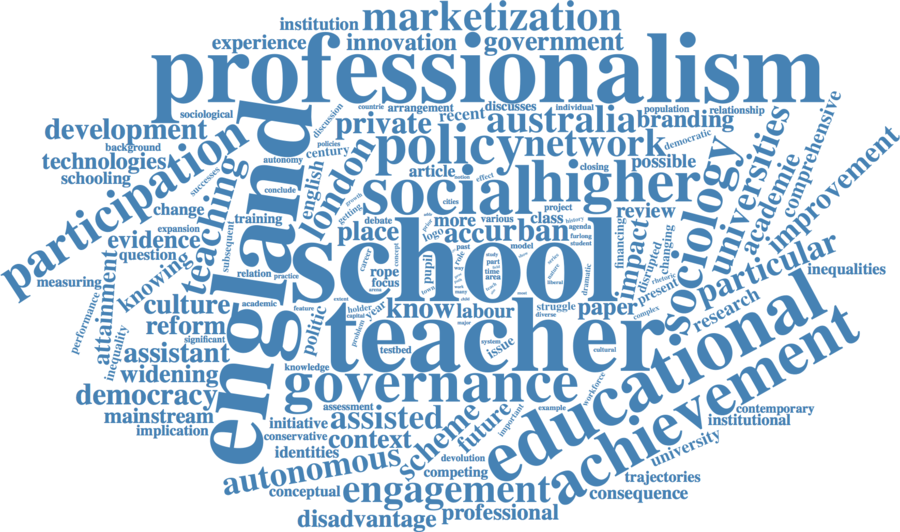 institution
marketization
experience
innovation
government
professionalism
sociological
discussion
countrie
arrangement
discusses
individual
population
relationship
development
background
private
recent
australia
branding
comprehensive
technologies
schooling
participation
successes
autonomy
policies
century
policy
network
democratic
closing
possible
article
effect
conclude
english
london
growth
getting
cities
social
higher
sociology
universities
academie
improvement
change
training
debate
more
various
project
class
history
review
expansion
evidence
question
subsequent
teaching
place
logo
acc
urban
agenda
furlong
student
financing
impact
disrupted
changing
rhetoric
present
particular
inequalities
measuring
knowing
relation
practice
england
school
career
concept
rope
focus
pupil
past
model
study
part
time
area
liberal
dramatic
performance
attainment
inequality
culture
academic
feature
extent
holder
capital
year
know
labour
major
struggle
diverse
paper
complex
research
reform
significant
politic
problem
teacher
testbed
system
issue
cultural
educational
assistant
knowledge
widening
governance
workforce
achievement
democracy
assessment
mainstream
initiative
assisted
scheme
future
important
example
contemporary
institutional
implication
conservative
context
identities
devolution
university
autonomous
competing
trajectories
conceptual
engagement
consequence
disadvantage
professional